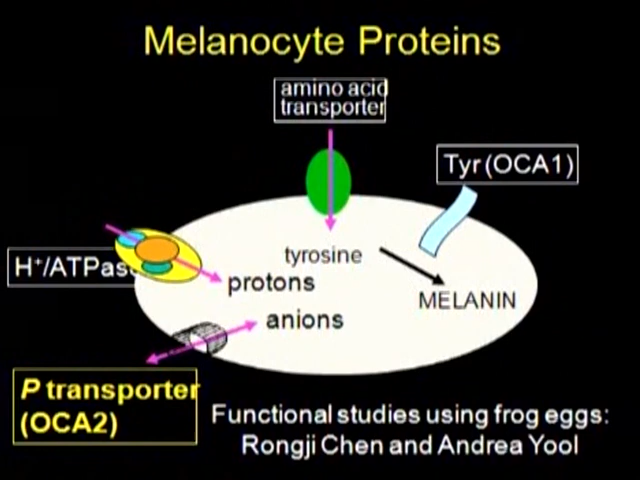 Melanocyte Proteins
amino acid
transporter
Tyr (OCA1)
tyrosine
H⁺/ATPase
protons
MELANIN
anions
P transporter
(OCA2)
Functional studies using frog eggs:
Rongji Chen and Andrea Yool